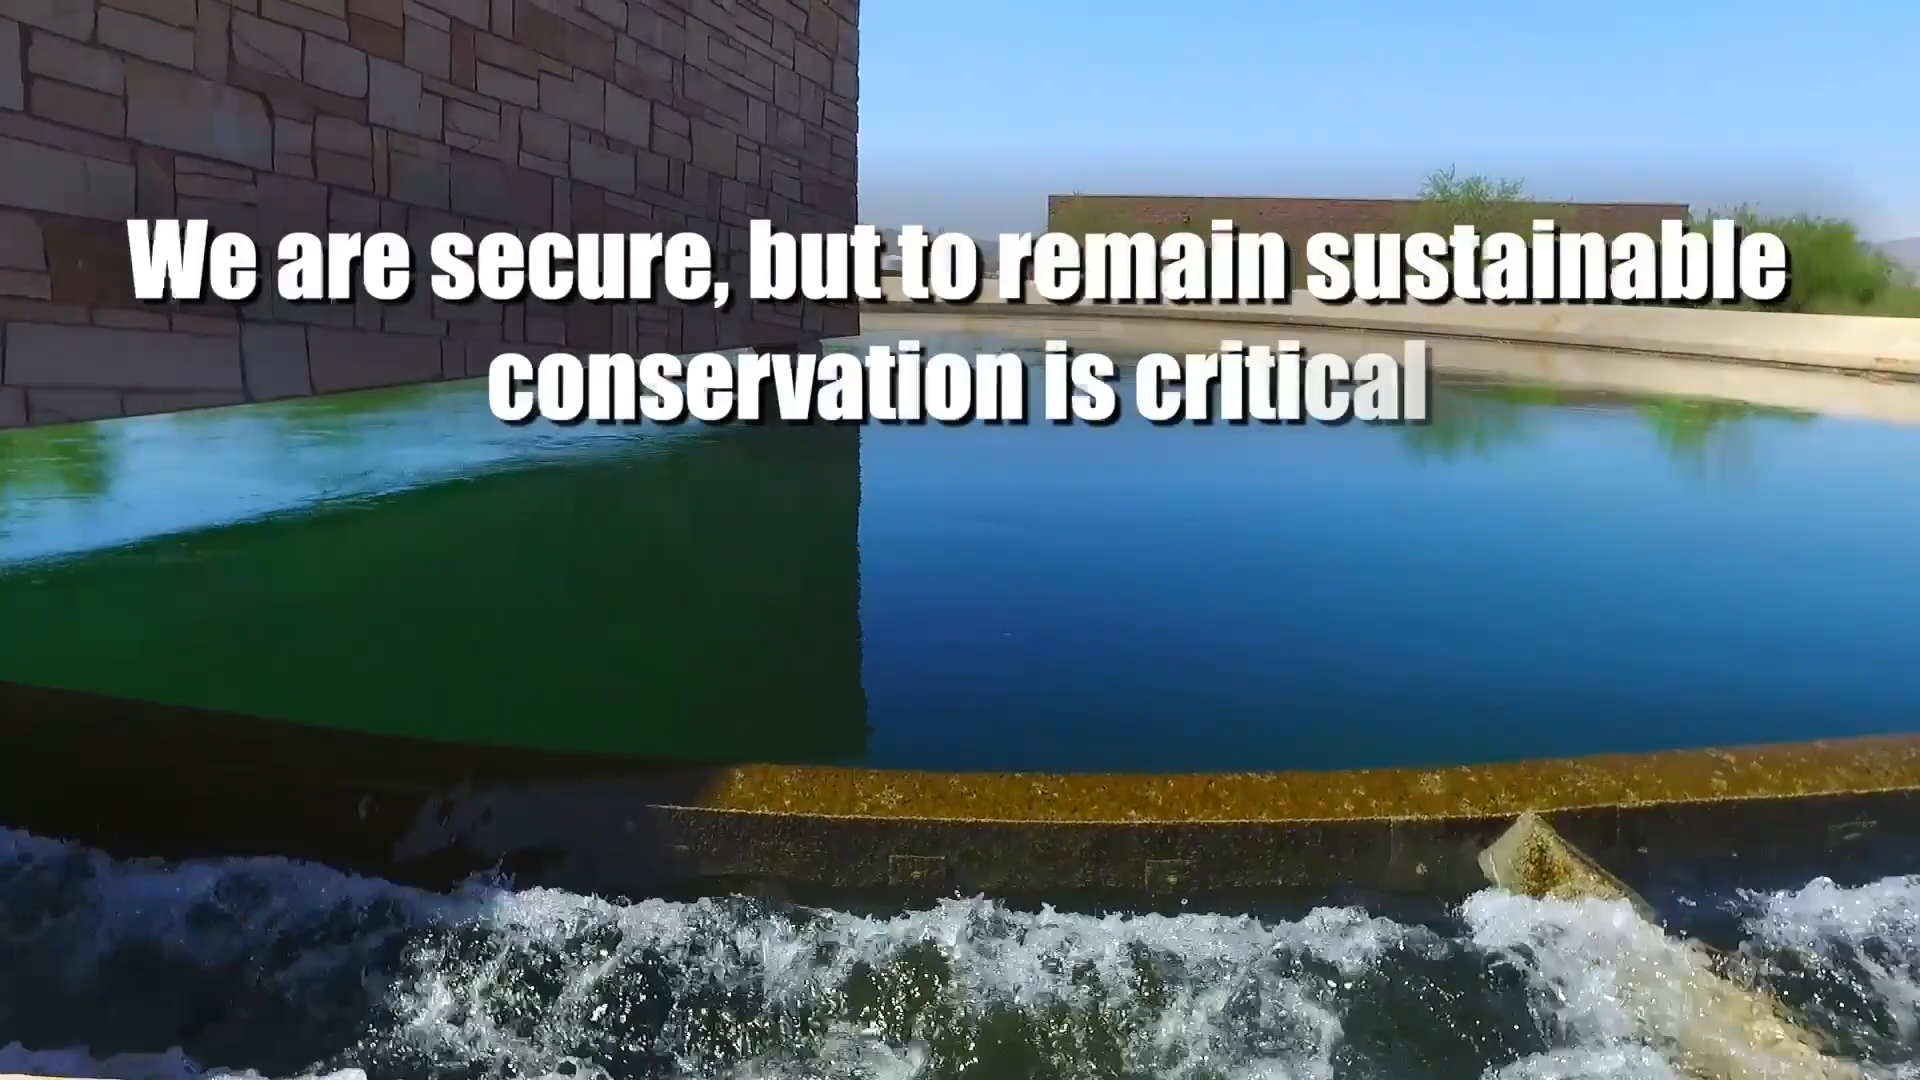 We are secure, but to remain sustainable
conservation is critical